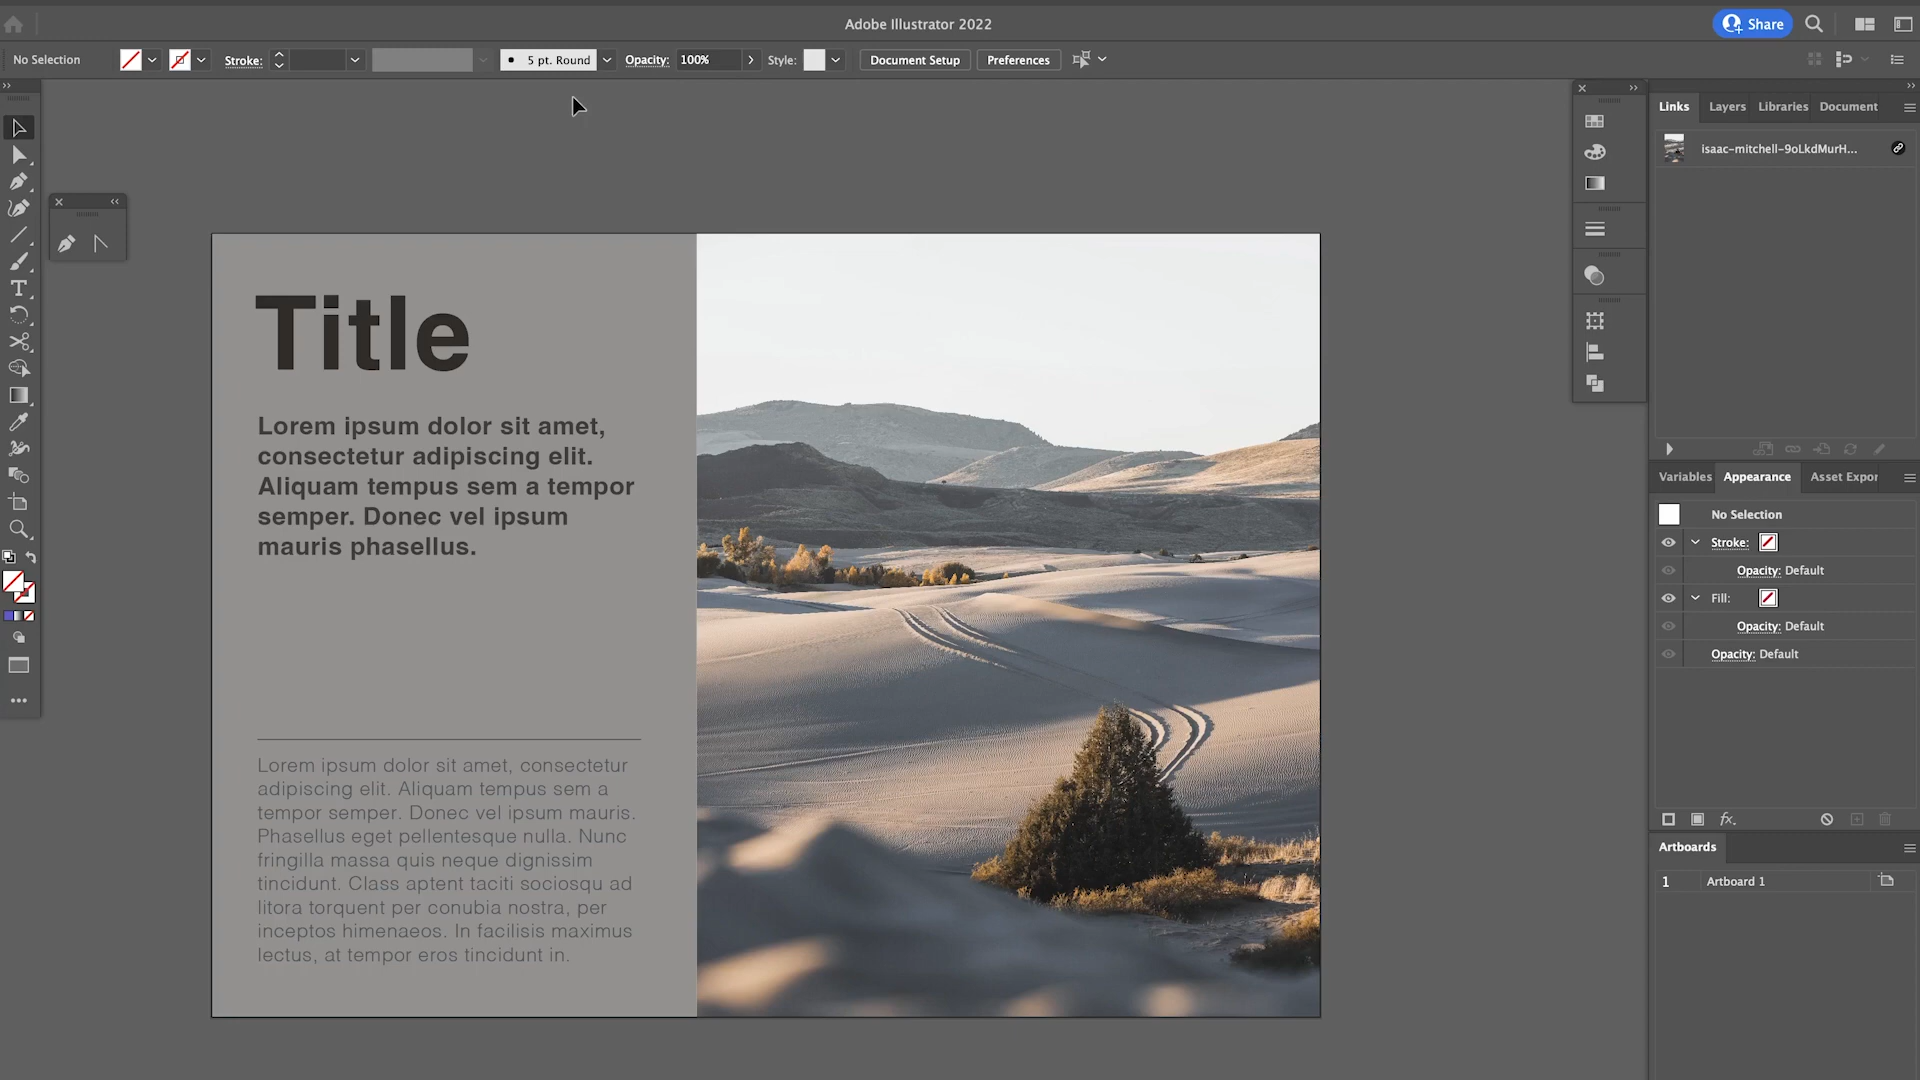 Adobe Illustrator 2022
Share
No Selection
Stroke:
5 pt. Round
Opacity: 100%
Style:
Document Setup
Preferences
Links Layers Libraries Document
isaac-mitchell-9oLkdMurH...
Title
Lorem ipsum dolor sit amet,
consectetur adipiscing elit.
Aliquam tempus sem a tempor
semper. Donec vel ipsum
mauris phasellus.
Lorem ipsum dolor sit amet, consectetur
adipiscing elit. Aliquam tempus sem a
tempor semper. Donec vel ipsum mauris.
Phasellus eget pellentesque nulla. Nunc
fringilla massa quis neque dignissim
tincidunt. Class aptent taciti sociosqu ad
litora torquent per conubia nostra, per
inceptos himenaeos. In facilisis maximus
lectus, at tempor eros tincidunt in.
Variables Appearance Asset Expor
No Selection
Stroke:
Opacity: Default
Fill:
Opacity: Default
Opacity: Default
fx.
Artboards
1 Artboard 1